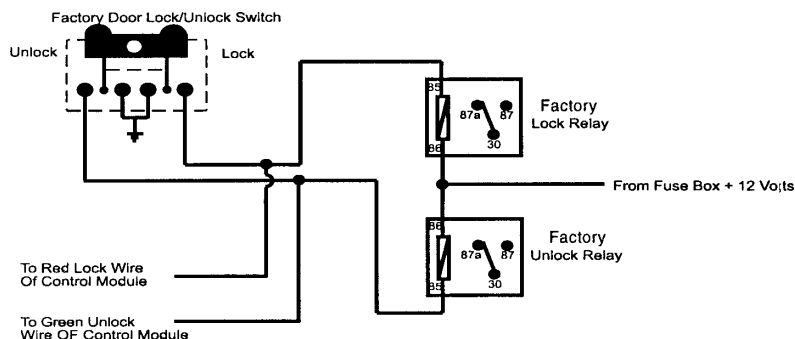 Factory Door Lock/Unlock Switch
Unlock
Lock
85
87a
87
30
86
Factory
Lock Relay
From Fuse Box + 12 Vo;ts
86
87a
87
30
85
Factory
Unlock Relay
To Red Lock Wire
Of Control Module
To Green Unlock
Wire OF Control Module